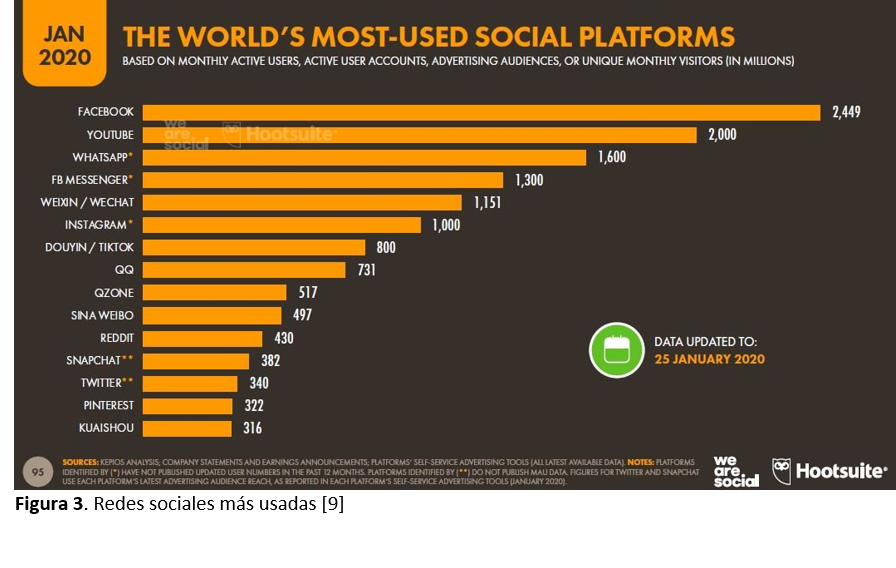 JAN
2020
THE WORLD'S MOST-USED SOCIAL PLATFORMS
BASED ON MONTHLY ACTIVE USERS, ACTIVE USER ACCOUNTS, ADVERTISING AUDIENCES, OR UNIQUE MONTHLY VISITORS (IN MILLIONS)
FACEBOOK 2,449
YOUTUBE 2,000
we are social Hootsuite®
WHATSAPP* 1,600
FB MESSENGER* 1,300
WEIXIN / WECHAT 1,151
INSTAGRAM* 1,000
DOUYIN / TIKTOK 800
QQ 731
QZONE 517
SINA WEIBO 497
REDDIT 430
SNAPCHAT** 382
TWITTER** 340
PINTEREST 322
KUAISHOU 316
DATA UPDATED TO:
25 JANUARY 2020
95
SOURCES: KEPIOS ANALYSIS; COMPANY STATEMENTS AND EARNINGS ANNOUNCEMENTS; PLATFORMS' SELF-SERVICE ADVERTISING TOOLS (ALL LATEST AVAILABLE DATA). NOTES: PLATFORMS
IDENTIFIED BY (*) HAVE NOT PUBLISHED UPDATED USER NUMBERS IN THE PAST 12 MONTHS. PLATFORMS IDENTIFIED BY (**) DO NOT PUBLISH MAU DATA. FIGURES FOR TWITTER AND SNAPCHAT
USE EACH PLATFORM'S LATEST ADVERTISING AUDIENCE REACH, AS REPORTED IN EACH PLATFORM'S SELF-SERVICE ADVERTISING TOOLS (JANUARY 2020).
we
are
social
Hootsuite®
Figura 3. Redes sociales más usadas [9]